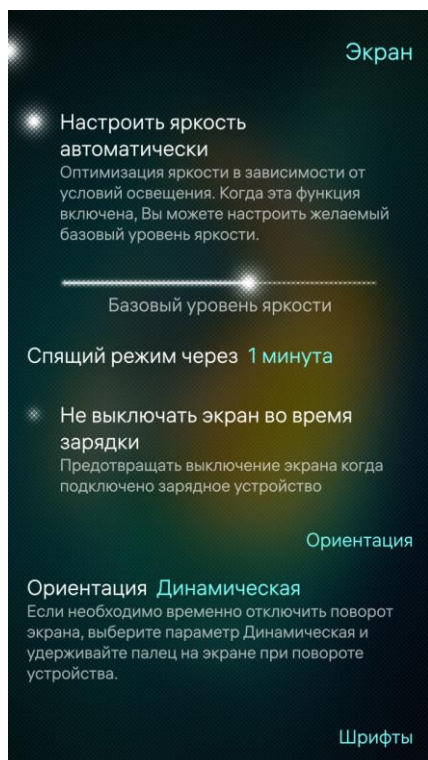 Экран
Настроить яркость
автоматически
Оптимизация яркости в зависимости от
условий освещения. Когда эта функция
включена, Вы можете настроить желаемый
базовый уровень яркости.
Базовый уровень яркости
Спящий режим через 1 минута
Не выключать экран во время
зарядки
Предотвращать выключение экрана когда
подключено зарядное устройство
Ориентация
Ориентация Динамическая
Если необходимо временно отключить поворот
экрана, выберите параметр Динамическая и
удерживайте палец на экране при повороте
устройства.
Шрифты